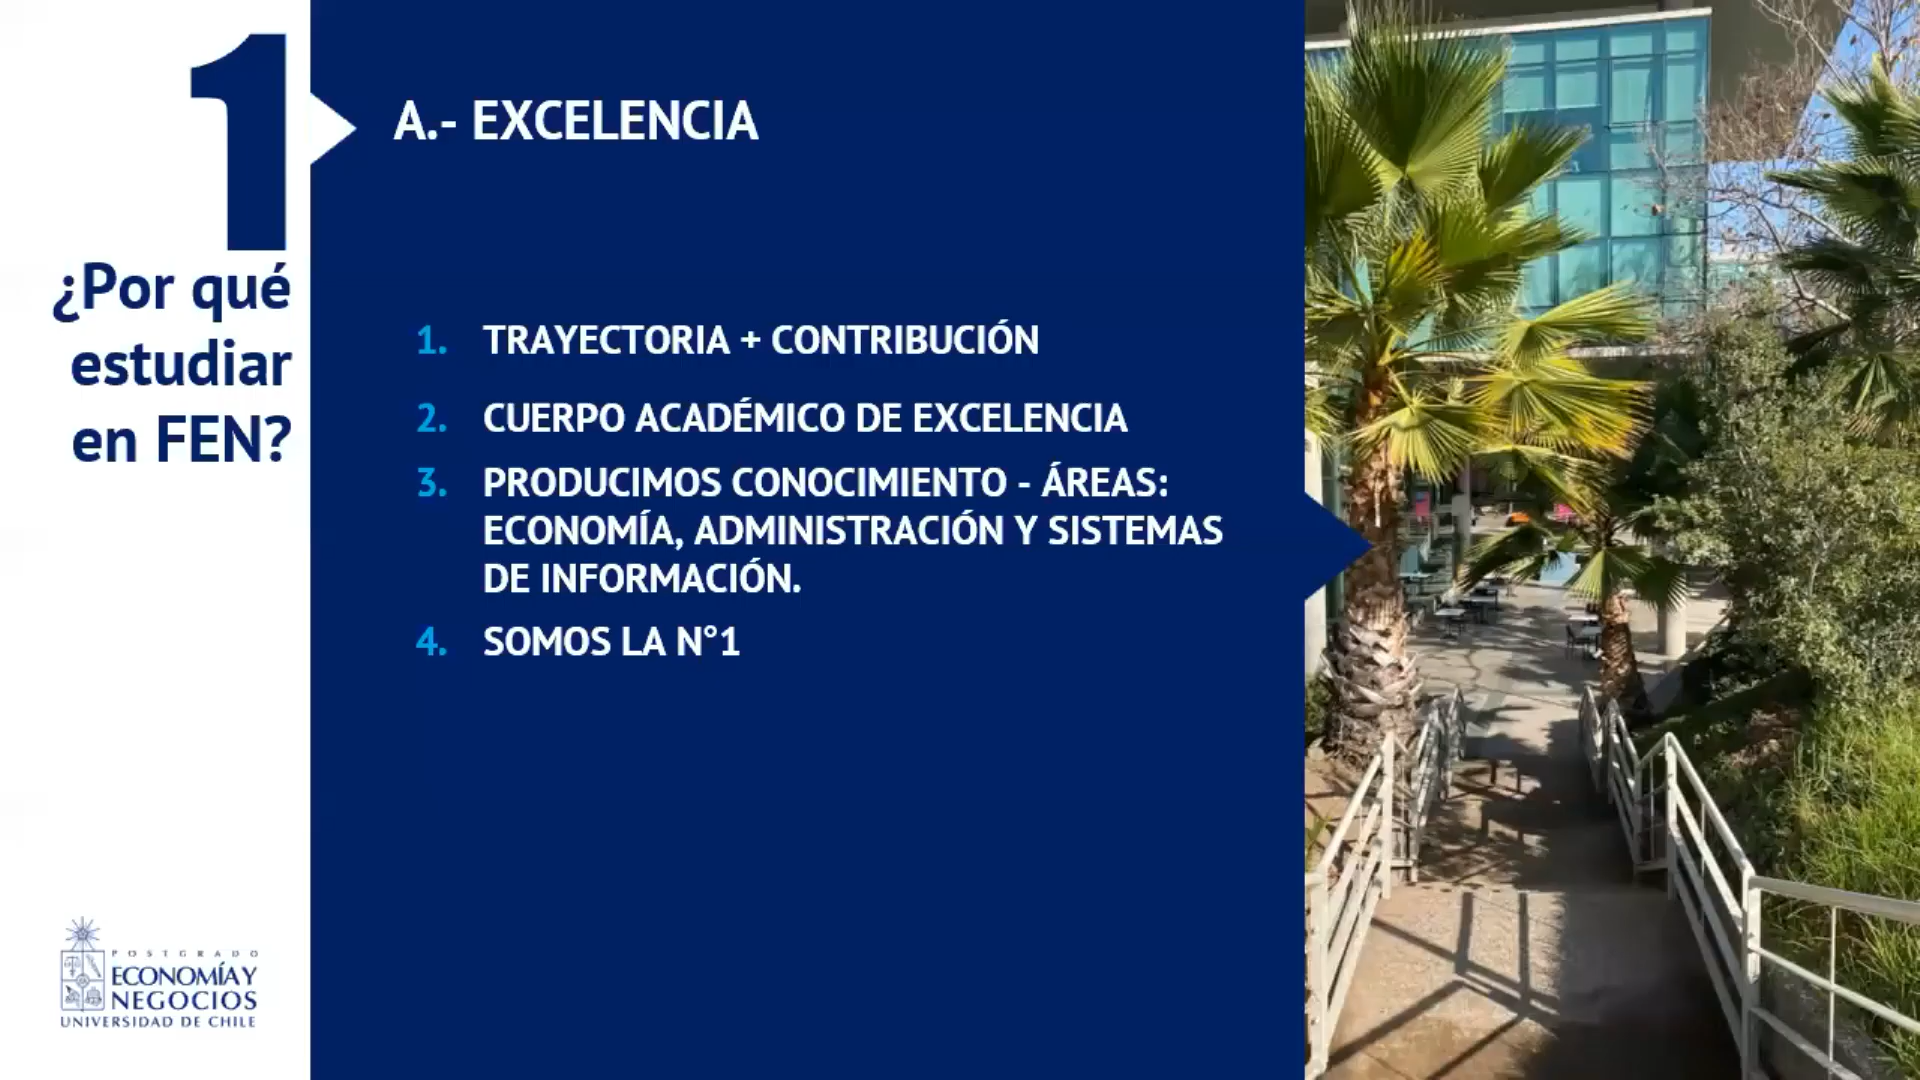 1
¿Por qué
estudiar
en FEN?
A.- EXCELENCIA
1. TRAYECTORIA + CONTRIBUCIÓN
2. CUERPO ACADÉMICO DE EXCELENCIA
3. PRODUCIMOS CONOCIMIENTO - ÁREAS:
ECONOMÍA, ADMINISTRACIÓN Y SISTEMAS
DE INFORMACIÓN.
4. SOMOS LA N°1
POSTGRADO
ECONOMÍA Y
NEGOCIOS
UNIVERSIDAD DE CHILE